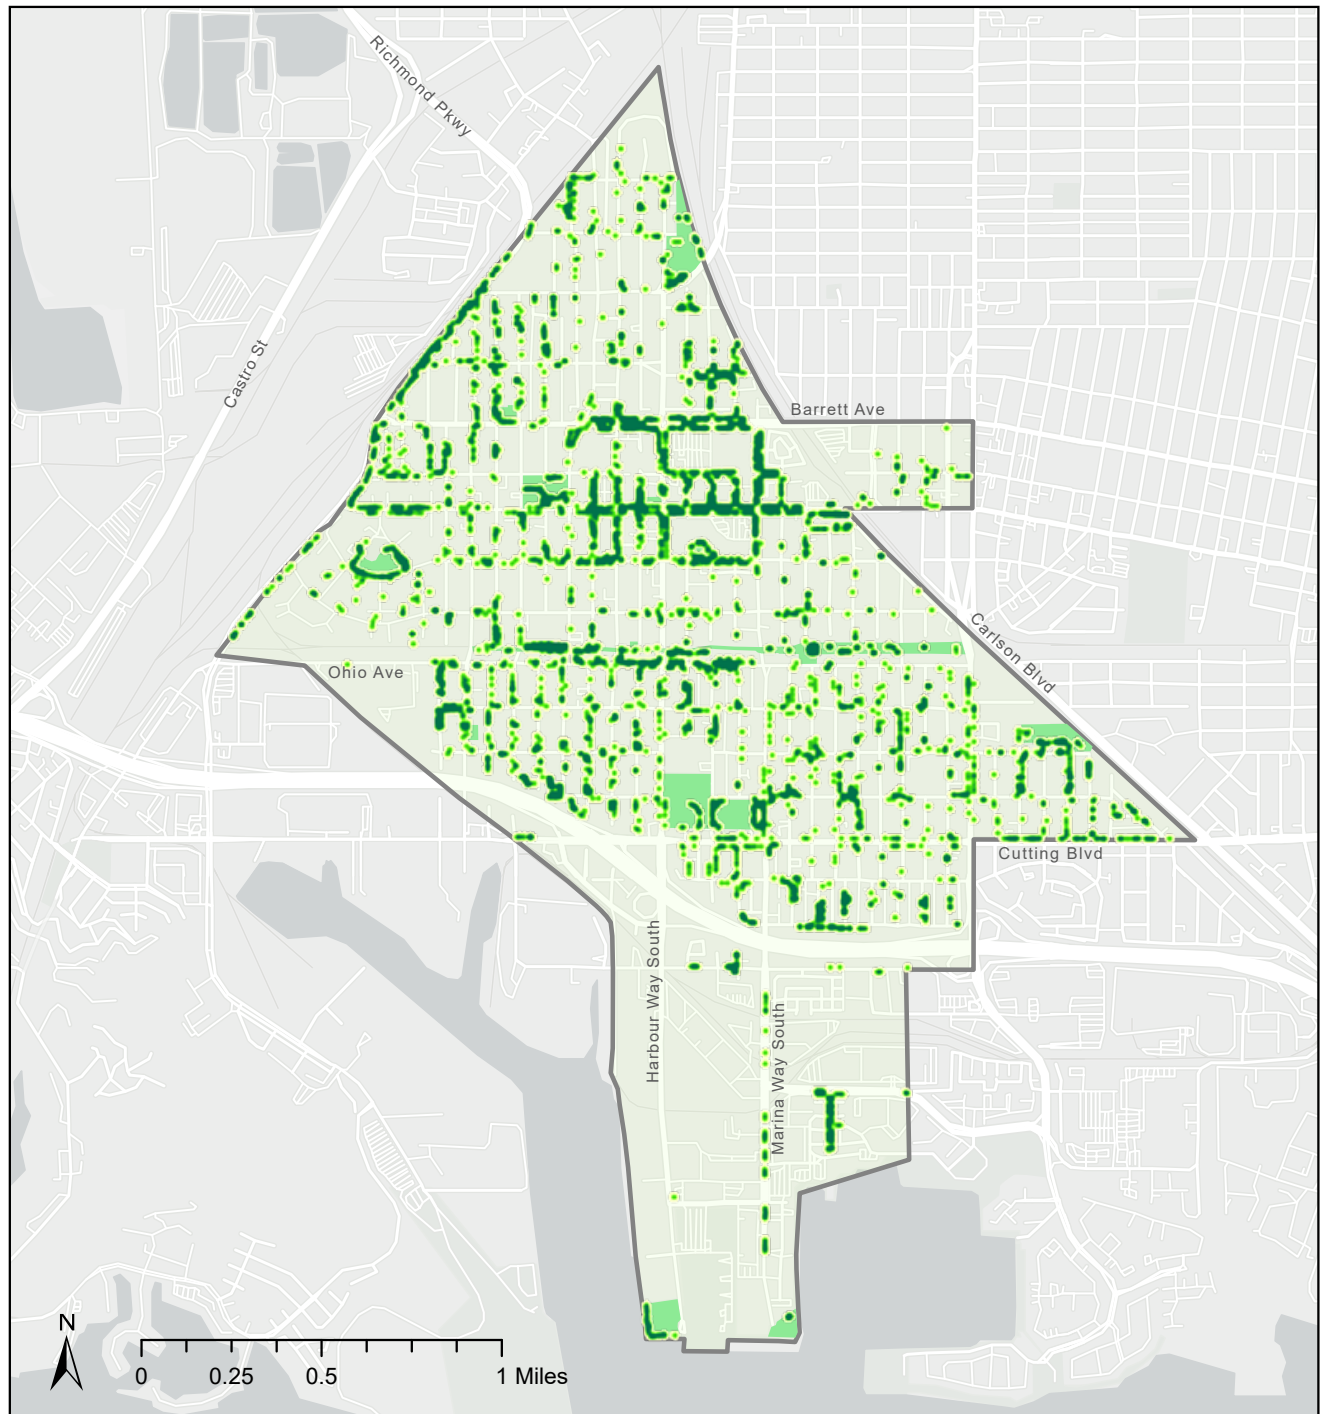 Richmond Pkwy
Castro St
Barrett Ave
Carlson Blvd
Ohio Ave
Cutting Blvd
Harbour Way South
Marina Way South
N
0 0.25 0.5 1 Miles